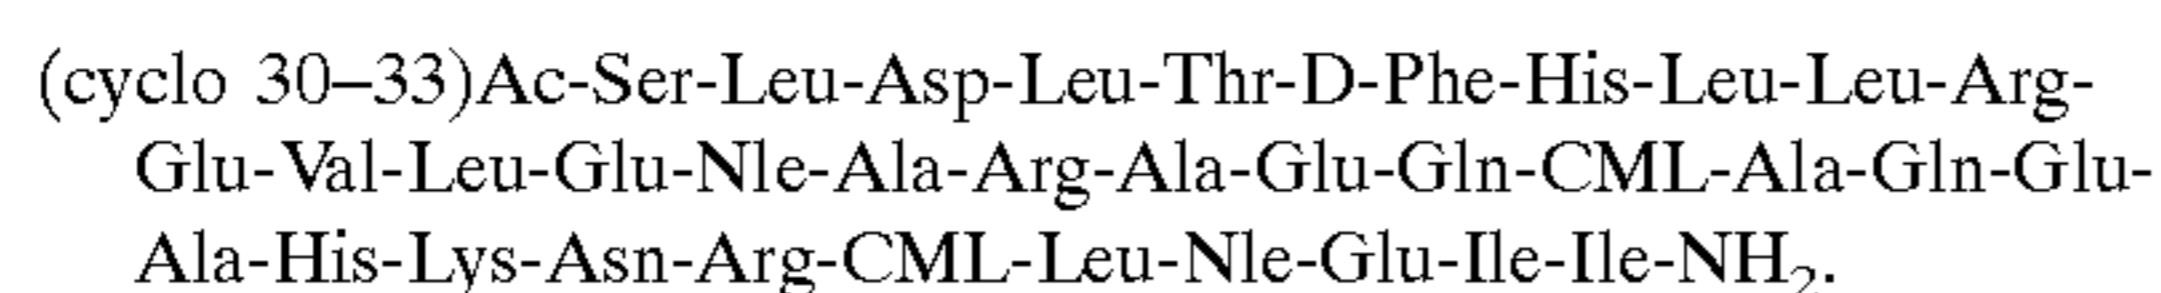 (cyclo 30–33)Ac-Ser-Leu-Asp-Leu-Thr-D-Phe-His-Leu-Leu-Arg-
Glu-Val-Leu-Glu-Nle-Ala-Arg-Ala-Glu-Gln-CML-Ala-Gln-Glu-
Ala-His-Lys-Asn-Arg-CML-Leu-Nle-Glu-Ile-Ile-NH₂.